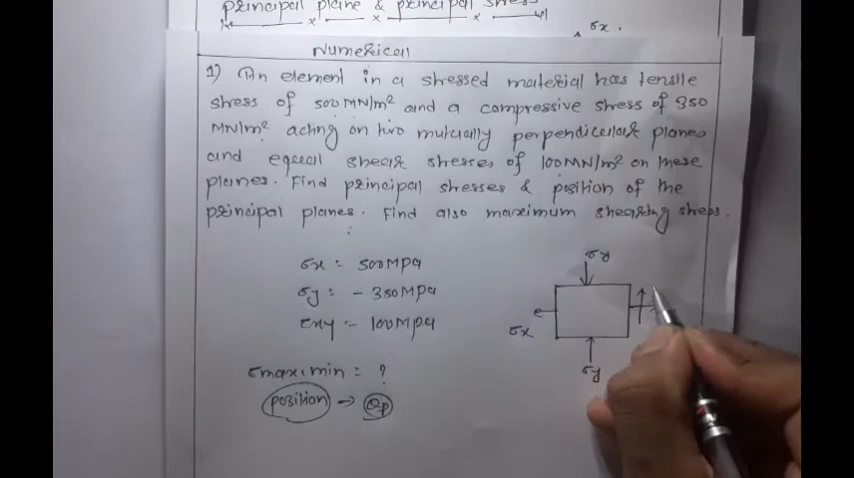 principal plane & principal stress
σx.
Numerical
1) An element in a stressed material has tensile
stress of 500 MN/m² and a compressive stress of 350
MN/m² acting on two mutually perpendicular planes
and equal shear stresses of 100 MN/m² on these
planes. Find principal stresses & position of the
principal planes. Find also maximum shearing stress.
σx = 500 MPa
σy = - 350 MPa
τxy = 100 MPa
σmax, min = ?
position → θp
σy
σx
σy